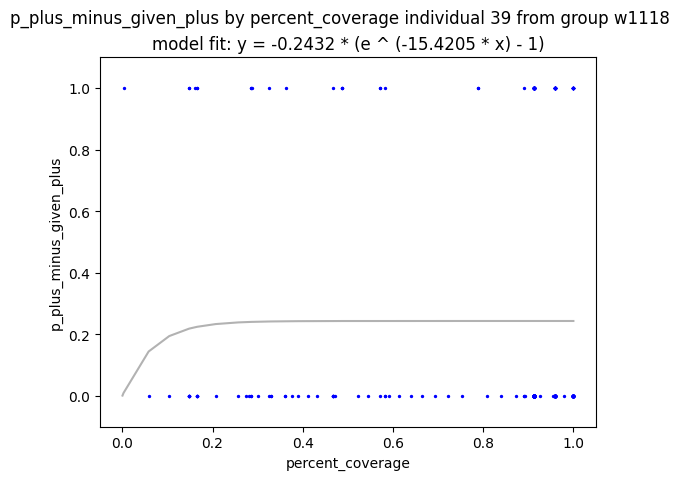 p_plus_minus_given_plus by percent_coverage individual 39 from group w1118
model fit: y = -0.2432 * (e ^ (-15.4205 * x) - 1)
1.0
0.8
0.6
0.4
0.2
0.0
p_plus_minus_given_plus
0.0 0.2 0.4 0.6 0.8 1.0
percent_coverage